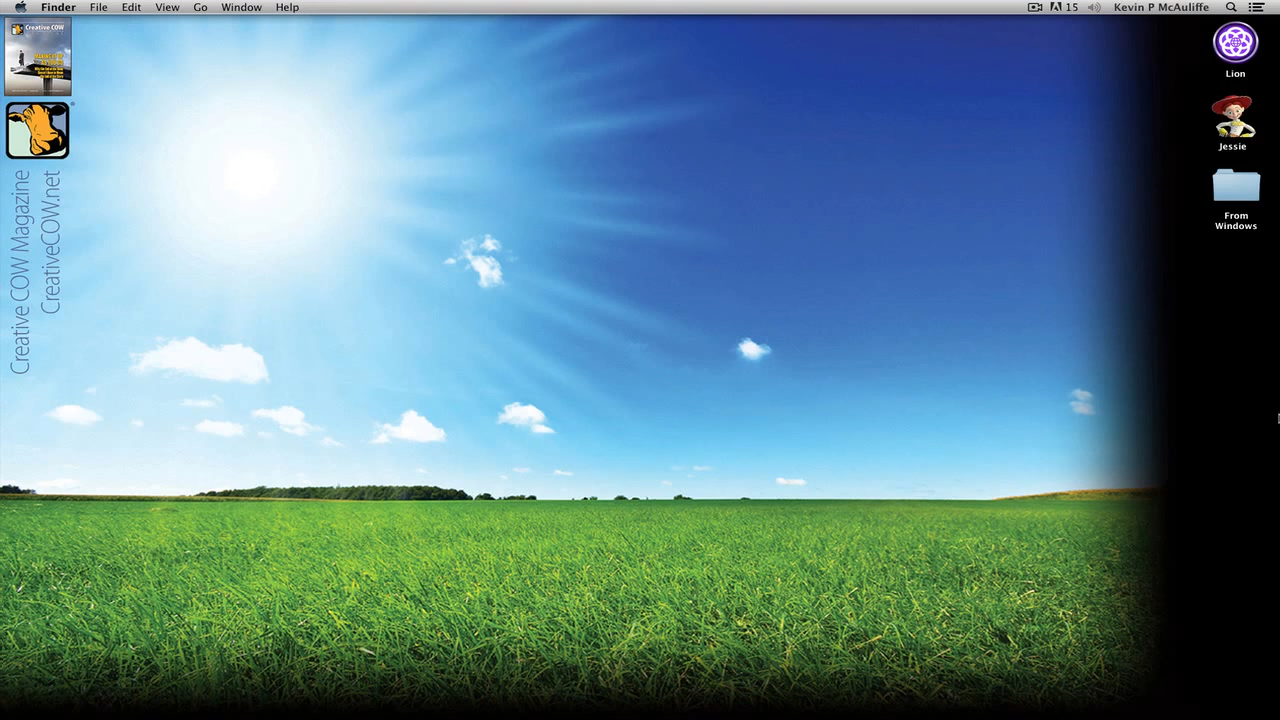 Finder File Edit View Go Window Help
15 Kevin P McAuliffe
Creative COW
Creative COW Magazine
CreativeCOW.net
Lion
Jessie
From
Windows